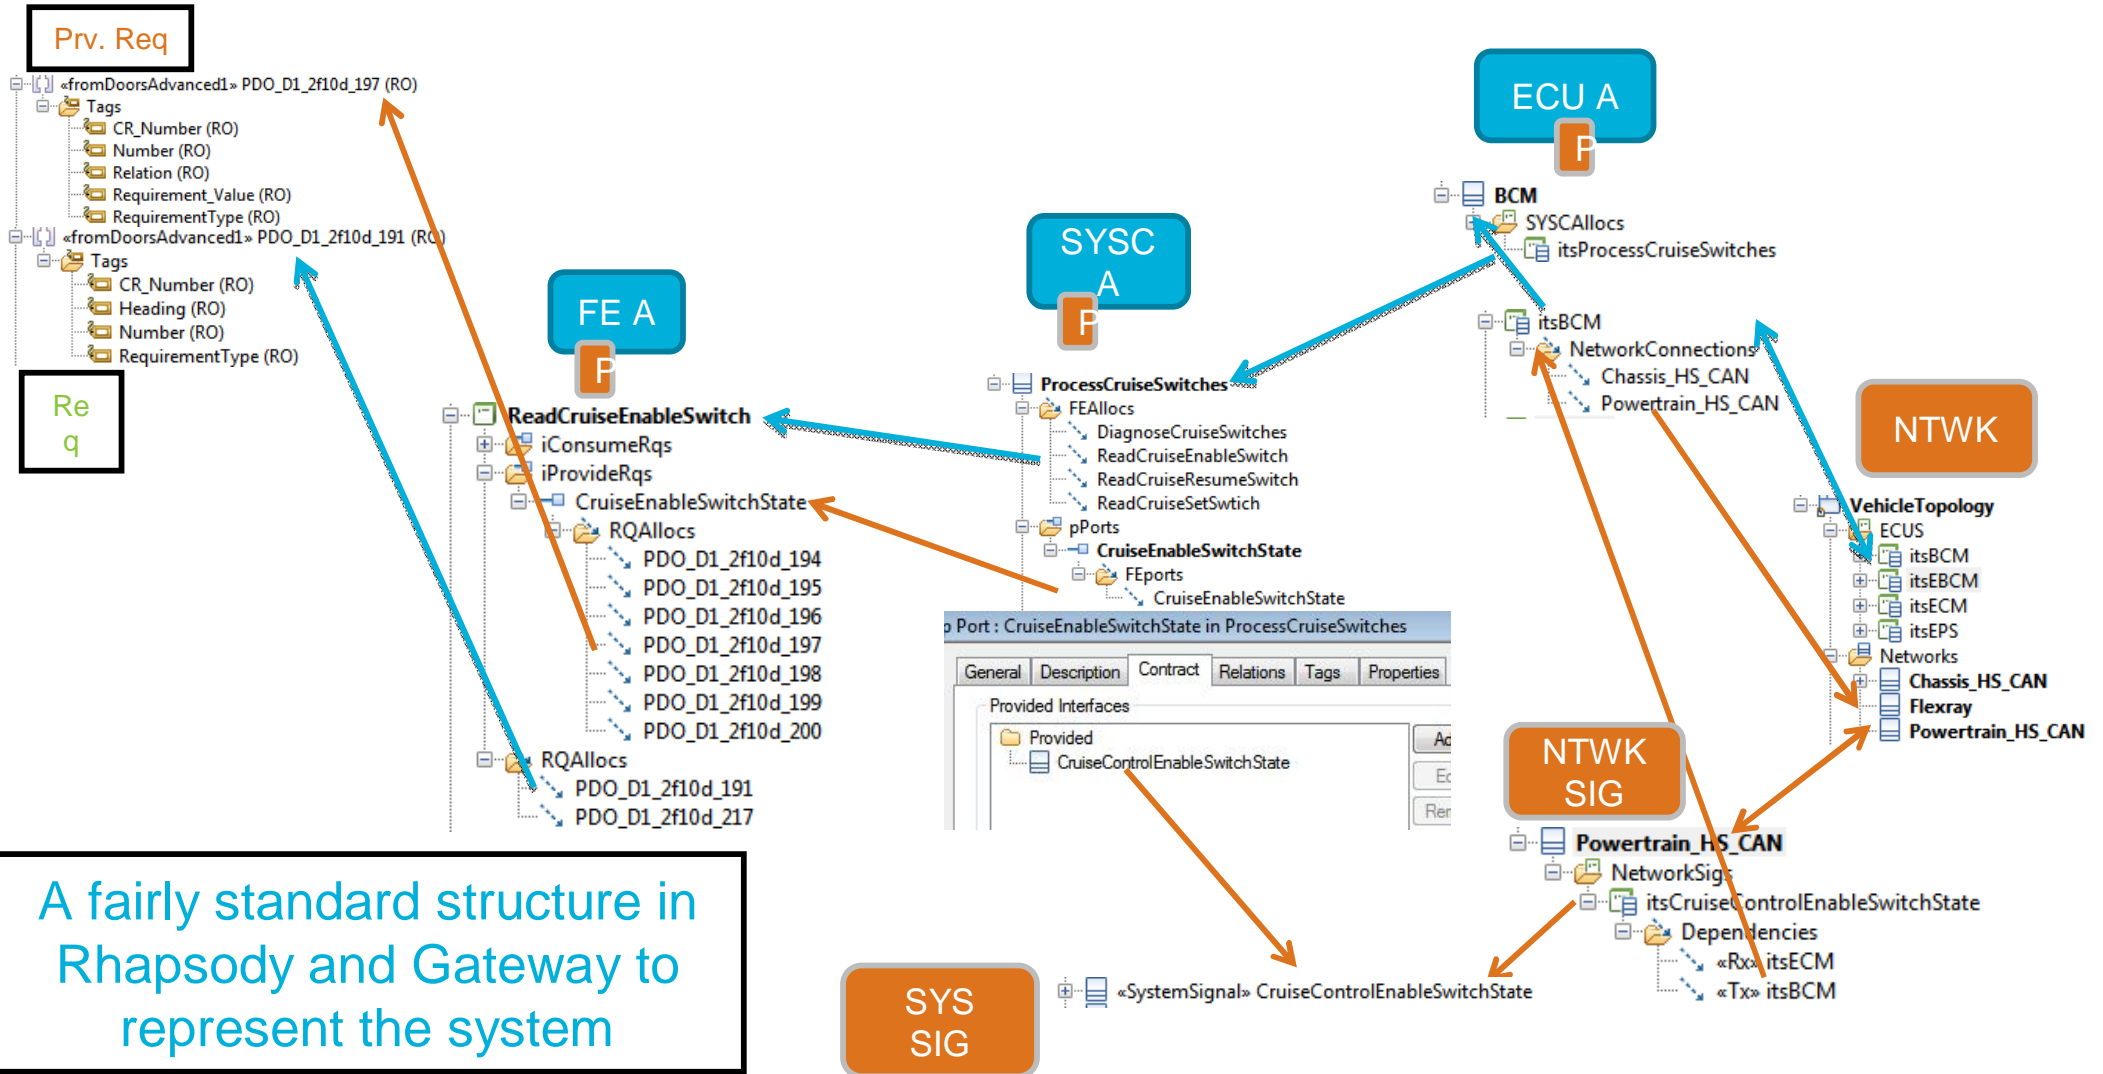 Prv. Req
«fromDoorsAdvanced1» PDO_D1_2f10d_197 (RO)
Tags
CR_Number (RO)
Number (RO)
Relation (RO)
Requirement_Value (RO)
RequirementType (RO)
«fromDoorsAdvanced1» PDO_D1_2f10d_191 (RO)
Tags
CR_Number (RO)
Heading (RO)
Number (RO)
RequirementType (RO)
Re
q
FE A
P
ReadCruiseEnableSwitch
iConsumeRqs
iProvideRqs
CruiseEnableSwitchState
RQAllocs
PDO_D1_2f10d_194
PDO_D1_2f10d_195
PDO_D1_2f10d_196
PDO_D1_2f10d_197
PDO_D1_2f10d_198
PDO_D1_2f10d_199
PDO_D1_2f10d_200
RQAllocs
PDO_D1_2f10d_191
PDO_D1_2f10d_217
A fairly standard structure in
Rhapsody and Gateway to
represent the system
SYSC
A
P
ProcessCruiseSwitches
FEAllocs
DiagnoseCruiseSwitches
ReadCruiseEnableSwitch
ReadCruiseResumeSwitch
ReadCruiseSetSwtich
pPorts
CruiseEnableSwitchState
FEports
CruiseEnableSwitchState
Port : CruiseEnableSwitchState in ProcessCruiseSwitches
General Description Contract Relations Tags Properties
Provided Interfaces
Provided
CruiseControlEnableSwitchState
Ad
Ed
Rem
SYS
SIG
«SystemSignal» CruiseControlEnableSwitchState
ECU A
P
BCM
SYSCAllocs
itsProcessCruiseSwitches
itsBCM
NetworkConnections
Chassis_HS_CAN
Powertrain_HS_CAN
NTWK
VehicleTopology
ECUS
itsBCM
itsEBCM
itsECM
itsEPS
Networks
Chassis_HS_CAN
Flexray
Powertrain_HS_CAN
NTWK
SIG
Powertrain_HS_CAN
NetworkSigs
itsCruiseControlEnableSwitchState
Dependencies
«Rx» itsECM
«Tx» itsBCM